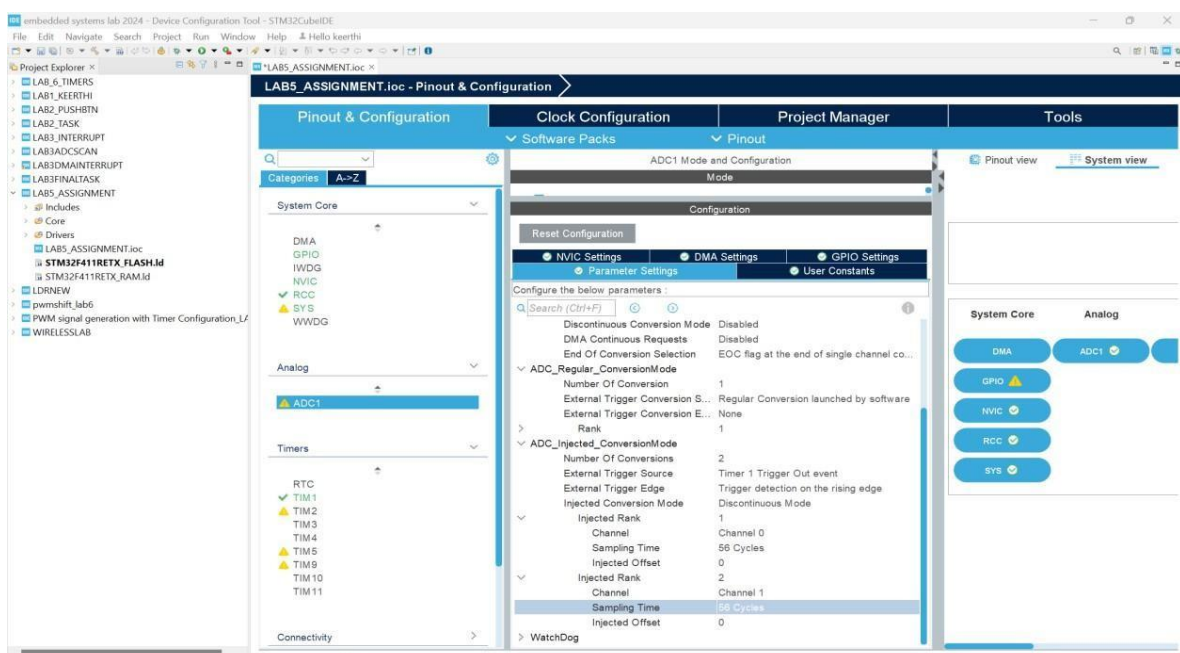 embedded systems lab 2024 - Device Configuration Tool - STM32CubeIDE
File Edit Navigate Search Project Run Window Help Hello keerthi
Project Explorer
*LAB5_ASSIGNMENT.ioc
LAB_6_TIMERS
LAB1_KEERTHI
LAB2_PUSHBTN
LAB2_TASK
LAB3_INTERRUPT
LAB3ADCSCAN
LAB3DMAINTERRUPT
LAB3FINALTASK
LAB5_ASSIGNMENT
Includes
Core
Drivers
LAB5_ASSIGNMENT.ioc
STM32F411RETX_FLASH.ld
STM32F411RETX_RAM.ld
LDRNEW
pwmshift_lab6
PWM signal generation with Timer Configuration_LA
WIRELESSLAB
LAB5_ASSIGNMENT.ioc - Pinout & Configuration
Pinout & Configuration
Clock Configuration
Project Manager
Tools
Software Packs
Pinout
Categories A->Z
System Core
DMA
GPIO
IWDG
NVIC
RCC
SYS
WWDG
Analog
ADC1
Timers
RTC
TIM1
TIM2
TIM3
TIM4
TIM5
TIM9
TIM10
TIM11
Connectivity
ADC1 Mode and Configuration
Mode
Configuration
Reset Configuration
NVIC Settings DMA Settings GPIO Settings
Parameter Settings User Constants
Configure the below parameters :
Search (Ctrl+F)
Discontinuous Conversion Mode Disabled
DMA Continuous Requests Disabled
End Of Conversion Selection EOC flag at the end of single channel co...
ADC_Regular_ConversionMode
Number Of Conversion 1
External Trigger Conversion S... Regular Conversion launched by software
External Trigger Conversion E... None
Rank 1
ADC_Injected_ConversionMode
Number Of Conversions 2
External Trigger Source Timer 1 Trigger Out event
External Trigger Edge Trigger detection on the rising edge
Injected Conversion Mode Discontinuous Mode
Injected Rank 1
Channel Channel 0
Sampling Time 56 Cycles
Injected Offset 0
Injected Rank 2
Channel Channel 1
Sampling Time 56 Cycles
Injected Offset 0
WatchDog
Pinout view System view
System Core Analog
DMA ADC1
GPIO
NVIC
RCC
SYS